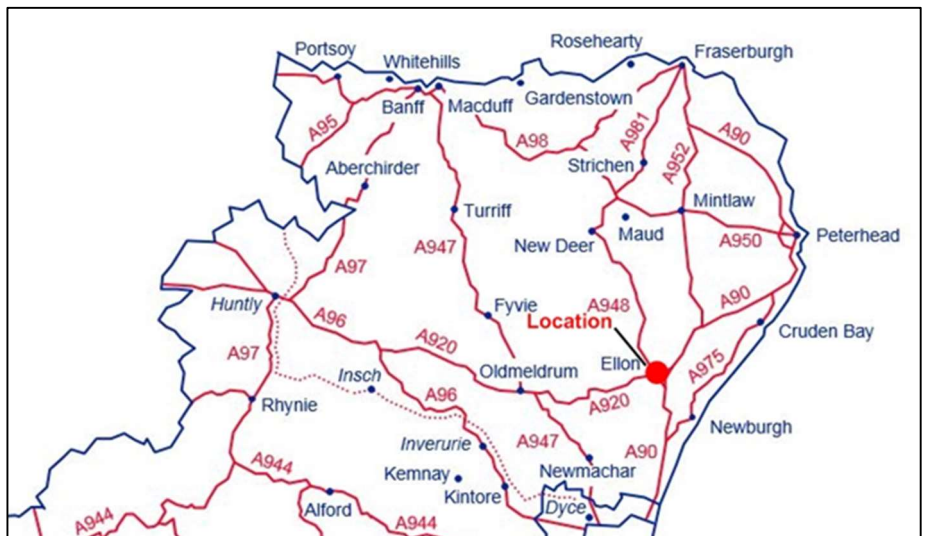 Portsoy
Whitehills
Rosehearty
Fraserburgh
Banff
Macduff
Gardenstown
A95
A98
A981
A90
A952
Aberchirder
Strichen
Turriff
Mintlaw
A947
New Deer
Maud
A950
Peterhead
A97
Huntly
A96
Fyvie
A948
A90
Location
Cruden Bay
A97
A920
Oldmeldrum
Ellon
A975
Insch
A96
A920
Rhynie
Newburgh
Inverurie
A947
A90
A944
Kemnay
Newmachar
Kintore
Alford
Dyce
A944
A944